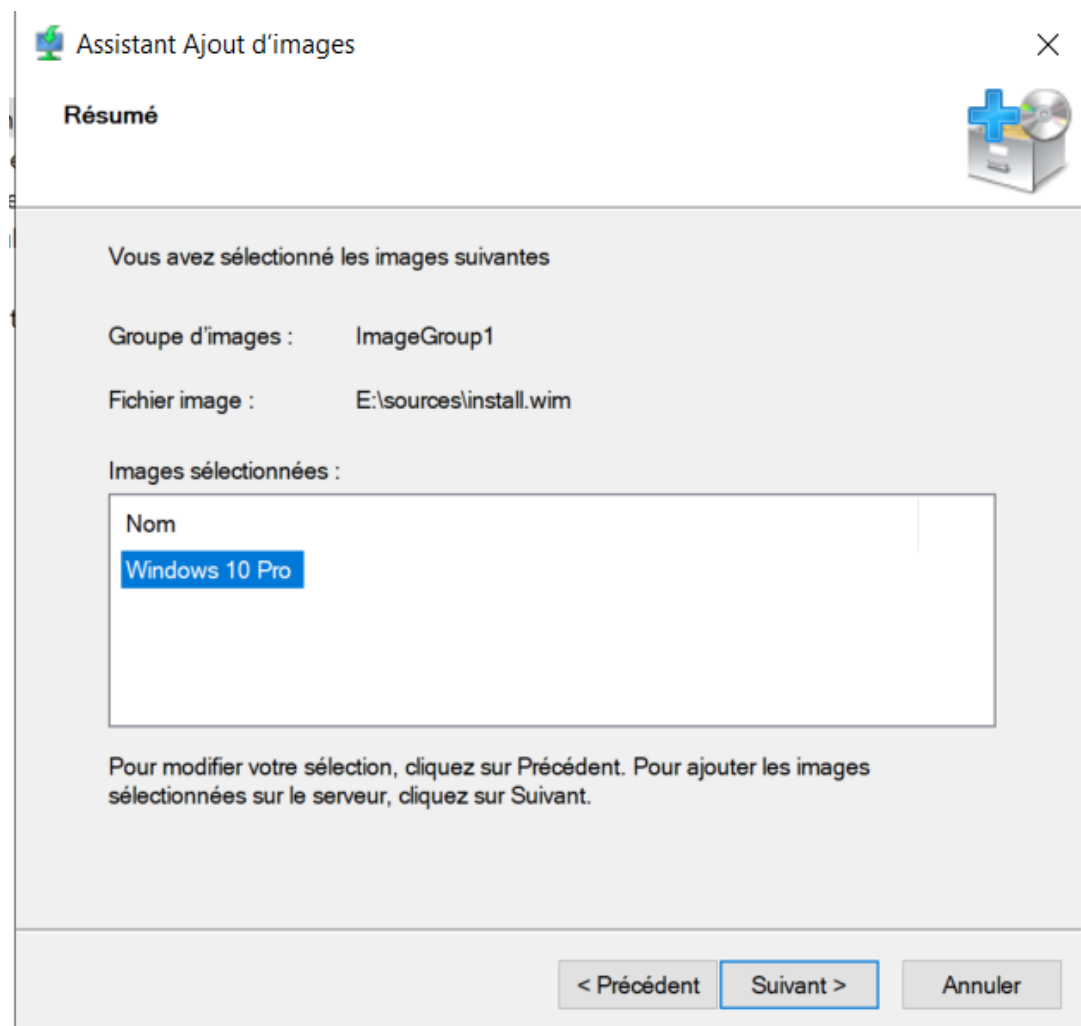 Assistant Ajout d’images
Résumé
Vous avez sélectionné les images suivantes
Groupe d’images : ImageGroup1
Fichier image : E:\sources\install.wim
Images sélectionnées :
Nom
Windows 10 Pro
Pour modifier votre sélection, cliquez sur Précédent. Pour ajouter les images
sélectionnées sur le serveur, cliquez sur Suivant.
< Précédent Suivant > Annuler